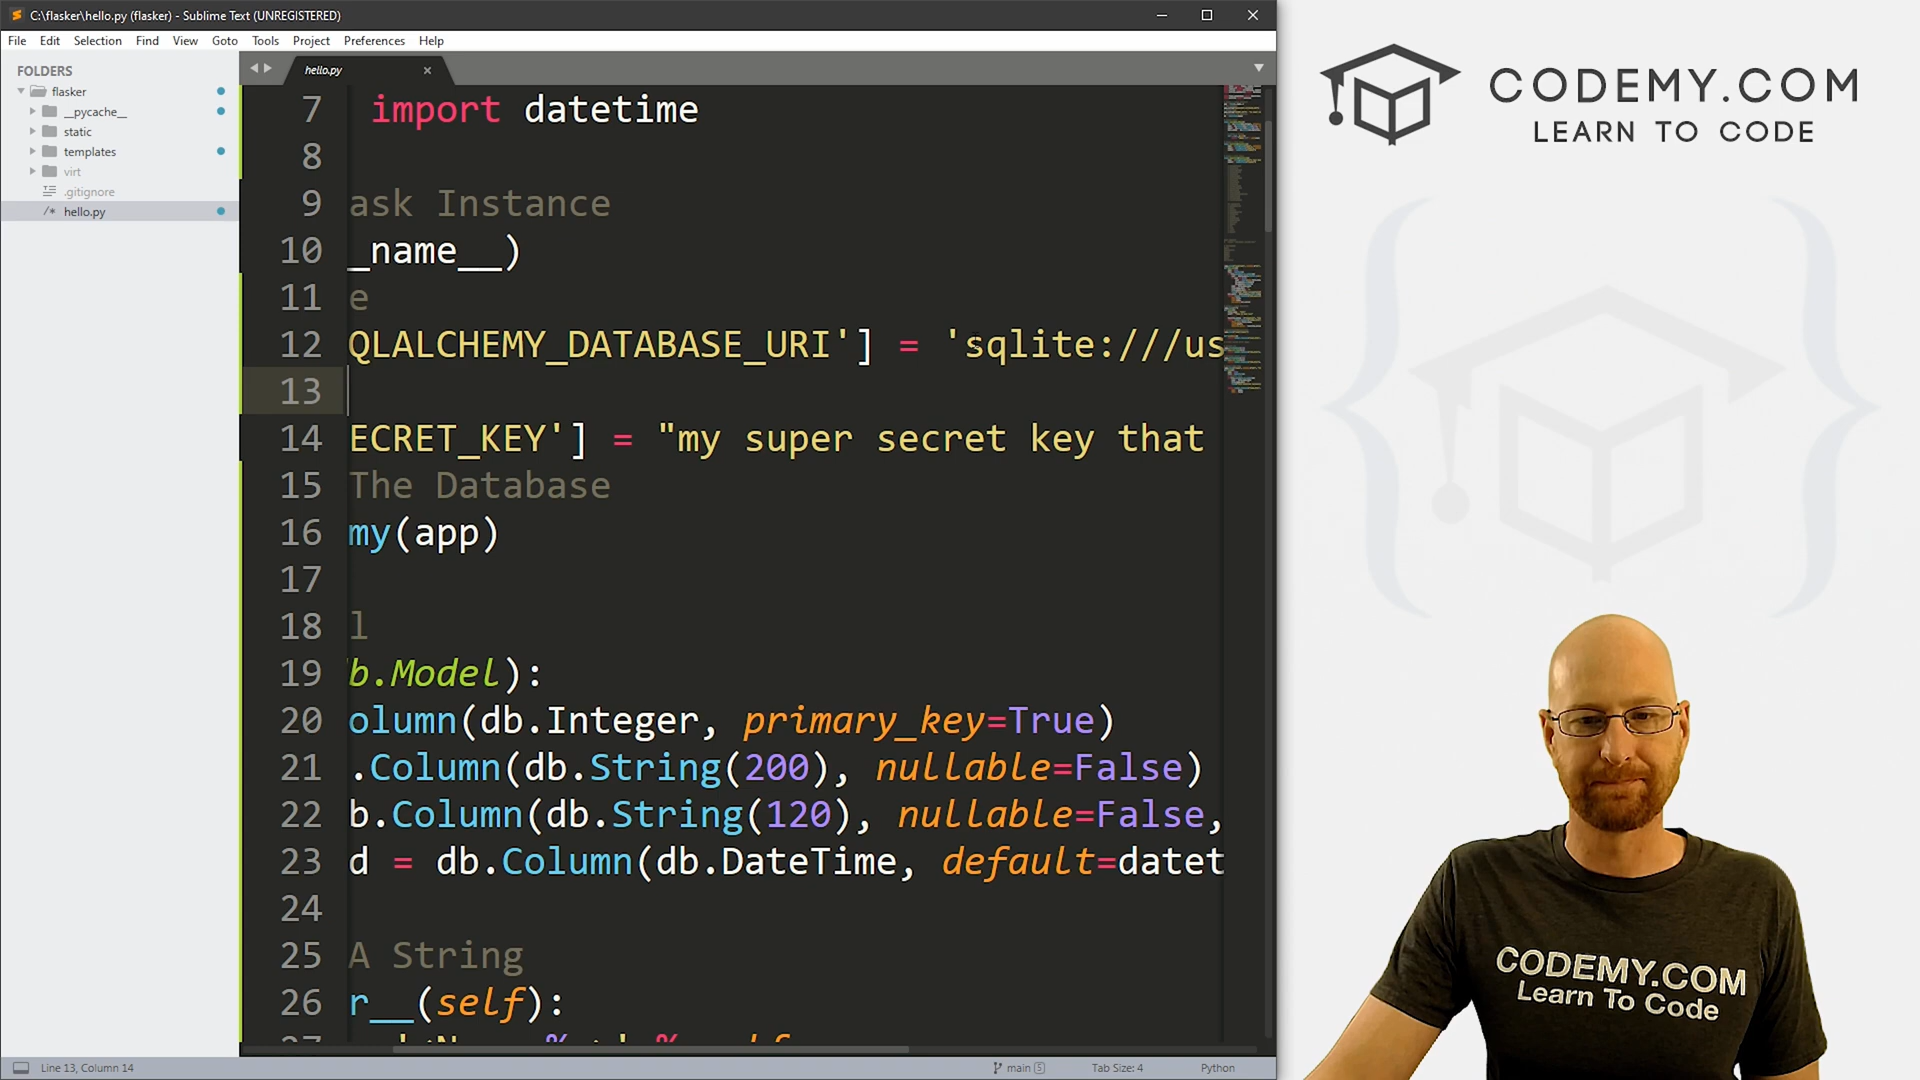 C:\flasker\hello.py (flasker) - Sublime Text (UNREGISTERED)
File Edit Selection Find View Goto Tools Project Preferences Help
FOLDERS
flasker
__pycache__
static
templates
virt
.gitignore
hello.py
hello.py
7 import datetime
8
9 ask Instance
10 _name__)
11 e
12 QLALCHEMY_DATABASE_URI'] = 'sqlite:///us
13
14 ECRET_KEY'] = "my super secret key that
15 The Database
16 my(app)
17
18 l
19 b.Model):
20 olumn(db.Integer, primary_key=True)
21 .Column(db.String(200), nullable=False)
22 b.Column(db.String(120), nullable=False,
23 d = db.Column(db.DateTime, default=datet
24
25 A String
26 r__(self):
Line 13, Column 14
main 5
Tab Size: 4
Python
CODEMY.COM
LEARN TO CODE
CODEMY.COM
Learn To Code